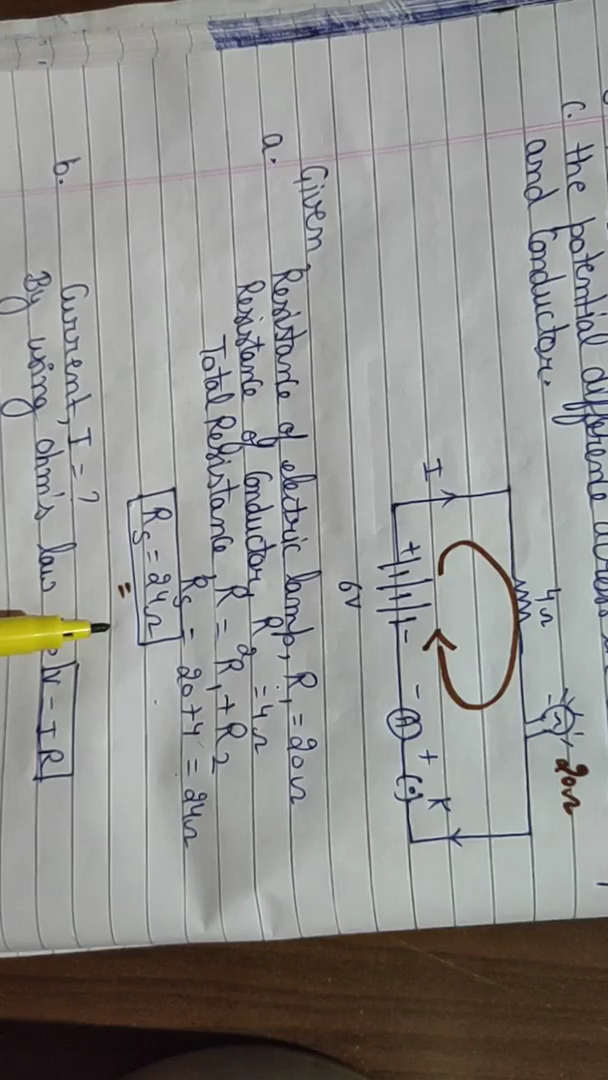 c. the potential difference across
and Conductor.
4Ω
20Ω
I
+ -
- A +
K
(•)
6V
Given,
a. Resistance of electric lamp, R₁ = 20Ω
Resistance of Conductor, R₂ = 4Ω
Total Resistance, R = R₁ + R₂
Rs = 20+4 = 24Ω
Rs = 24Ω
b. Current, I = ?
By using ohm's law V = IR